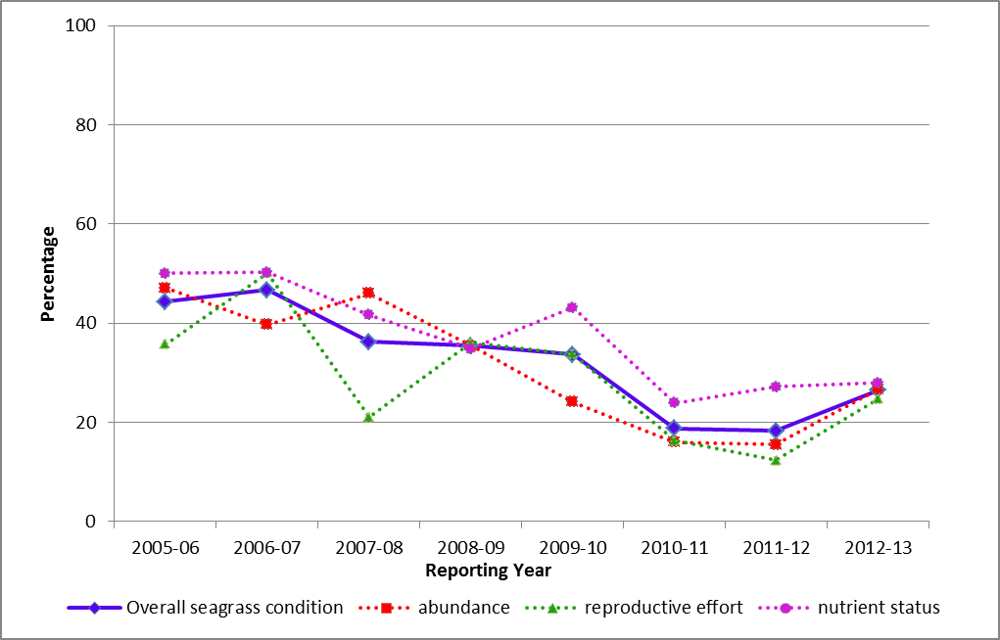 100
80
60
40
20
0
Percentage
2005-06 2006-07 2007-08 2008-09 2009-10 2010-11 2011-12 2012-13
Reporting Year
Overall seagrass condition abundance reproductive effort nutrient status